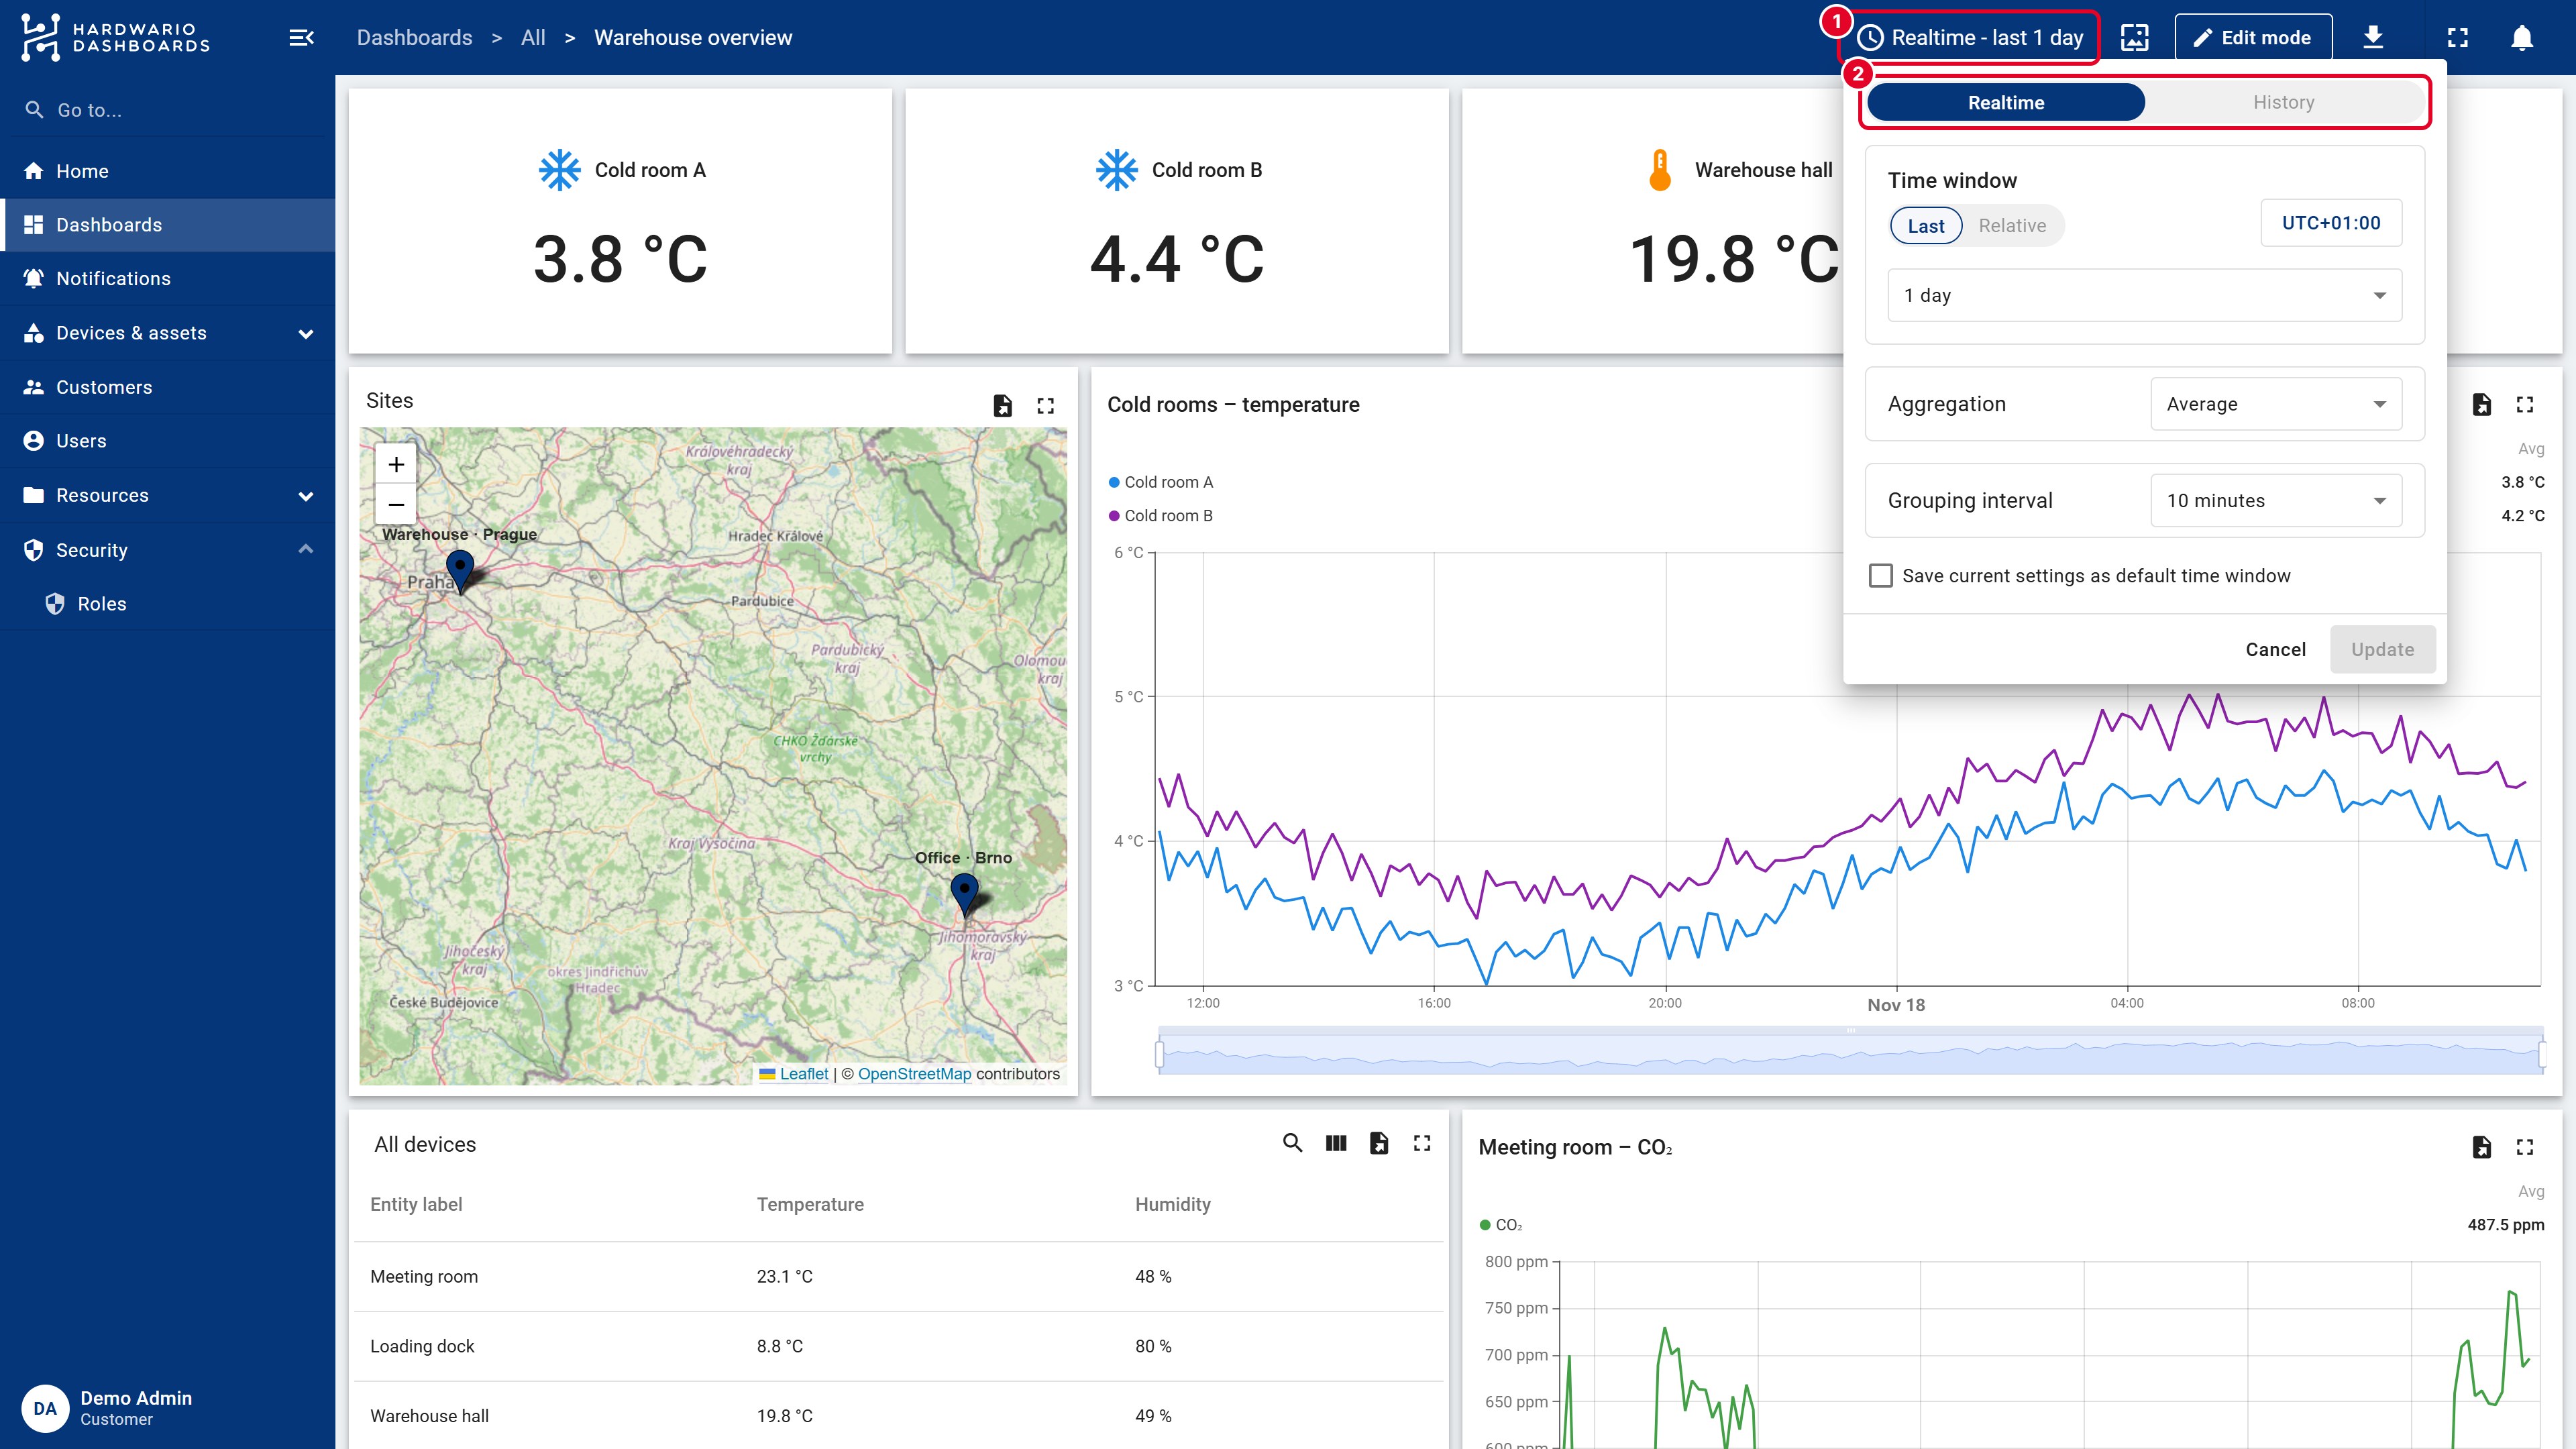 HARDWARIO
DASHBOARDS
Dashboards > All > Warehouse overview
1
Realtime - last 1 day
Edit mode
Go to...
Home
Dashboards
Notifications
Devices & assets
Customers
Users
Resources
Security
Roles
DA
Demo Admin
Customer
2
Realtime
History
Time window
Last
Relative
UTC+01:00
1 day
Aggregation
Average
Grouping interval
10 minutes
Save current settings as default time window
Cancel
Update
Cold room A
3.8 °C
Cold room B
4.4 °C
Warehouse hall
19.8 °C
Sites
+
−
Královéhradecký
kraj
Warehouse · Prague
Hradec Králové
Praha
Pardubice
Pardubický
kraj
Olomou
kraj
CHKO Žďárské
vrchy
Kraj Vysočina
Office · Brno
Jihomoravský
kraj
Jihočeský
kraj
okres Jindřichův
Hradec
České Budějovice
Leaflet | © OpenStreetMap contributors
Cold rooms – temperature
Avg
Cold room A
3.8 °C
Cold room B
4.2 °C
6 °C
5 °C
4 °C
3 °C
12:00
16:00
20:00
Nov 18
04:00
08:00
All devices
Entity label
Temperature
Humidity
Meeting room
23.1 °C
48 %
Loading dock
8.8 °C
80 %
Warehouse hall
19.8 °C
49 %
Meeting room – CO₂
Avg
CO₂
487.5 ppm
800 ppm
750 ppm
700 ppm
650 ppm
600 ppm